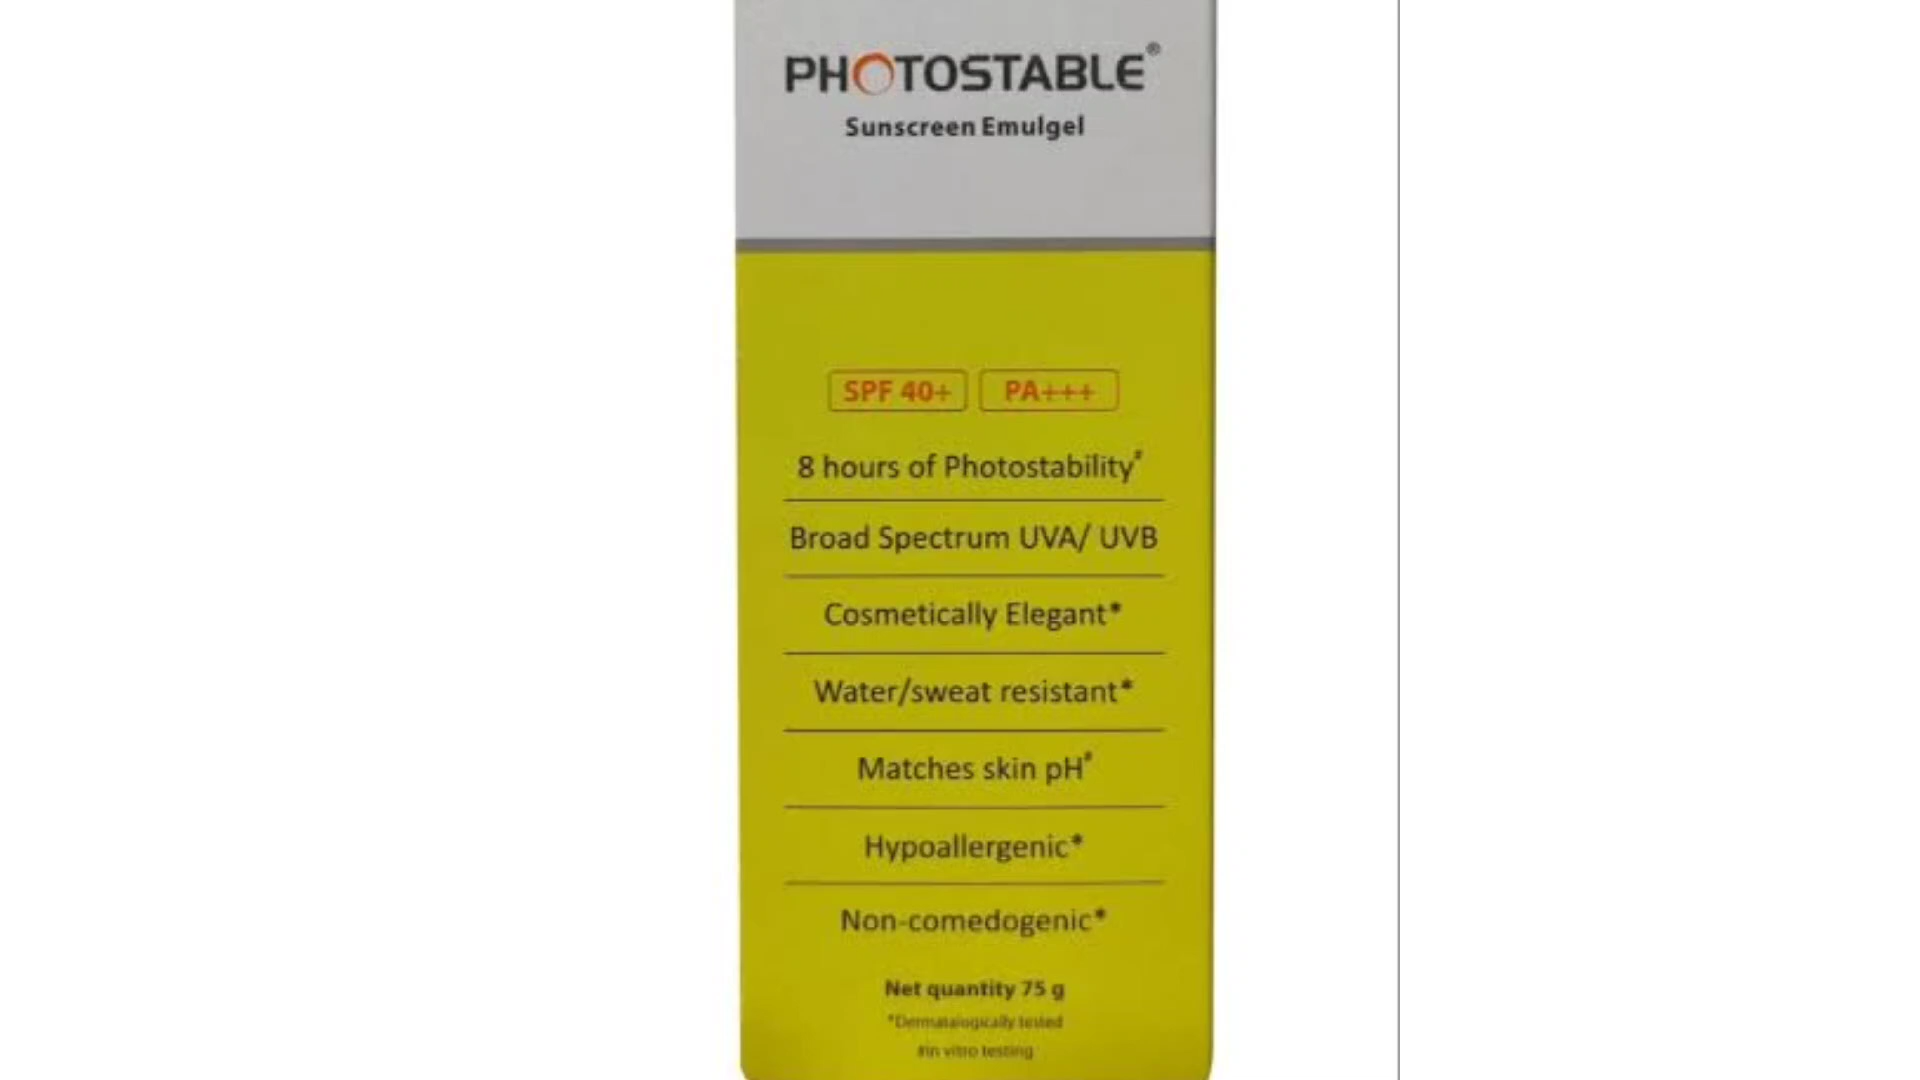 PHOTOSTABLE®
Sunscreen Emulgel
SPF 40+ PA+++
8 hours of Photostability#
Broad Spectrum UVA/ UVB
Cosmetically Elegant*
Water/sweat resistant*
Matches skin pH#
Hypoallergenic*
Non-comedogenic*
Net quantity 75 g
*Dermatalogically tested
#in vitro testing